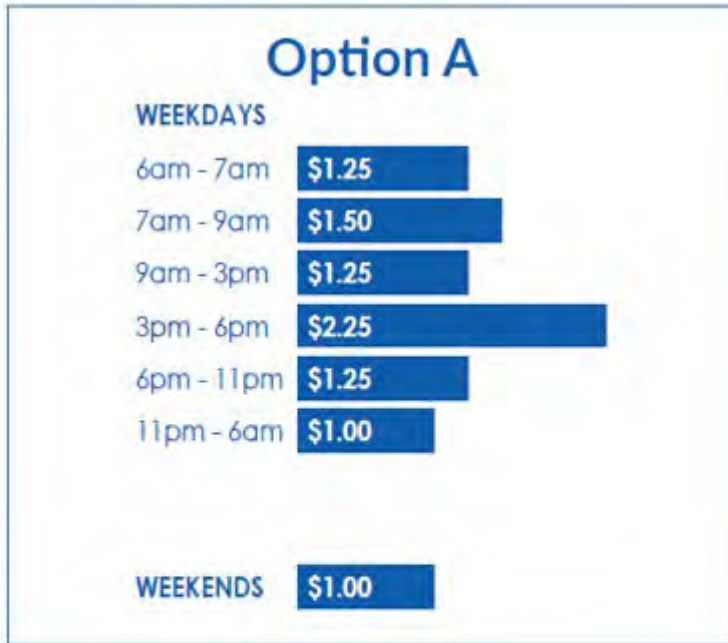 Option A
WEEKDAYS
6am - 7am $1.25
7am - 9am $1.50
9am - 3pm $1.25
3pm - 6pm $2.25
6pm - 11pm $1.25
11pm - 6am $1.00
WEEKENDS $1.00